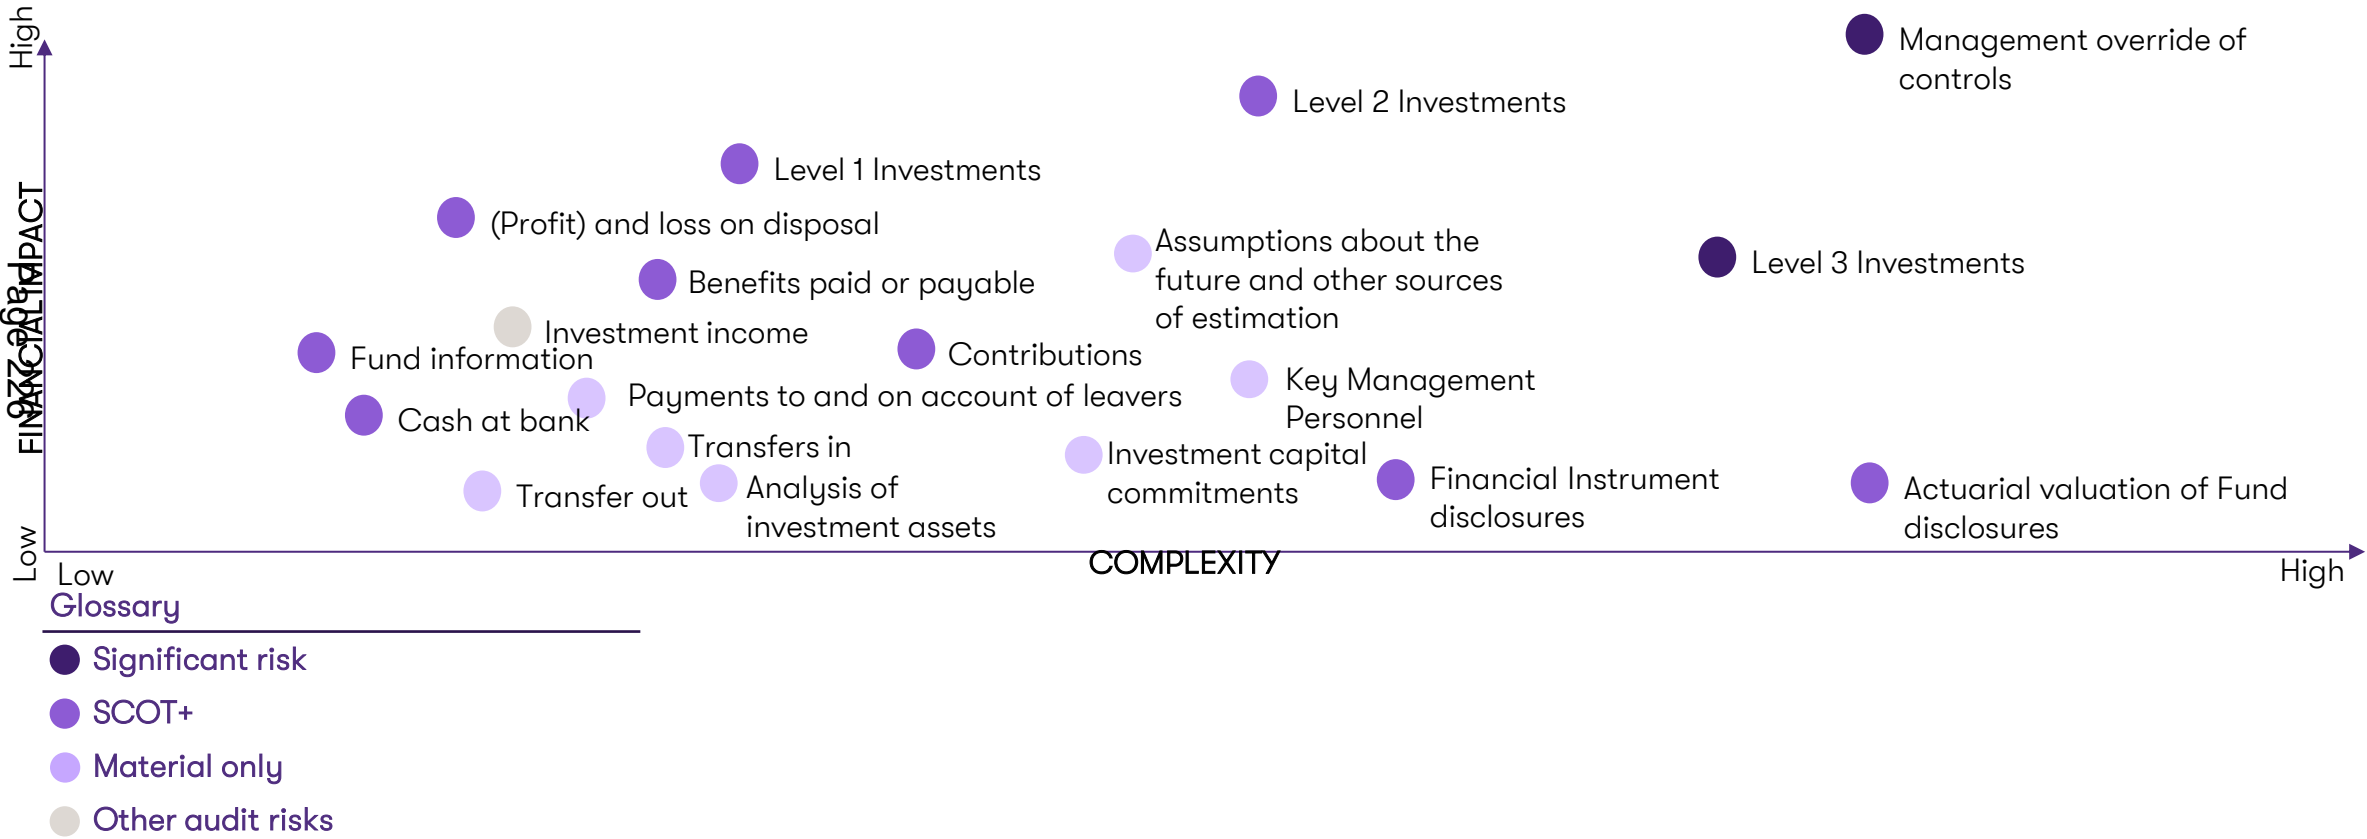 High
Management override of
controls
Level 2 Investments
Level 1 Investments
(Profit) and loss on disposal
Assumptions about the
future and other sources
of estimation
Level 3 Investments
Benefits paid or payable
Investment income
Fund information
Contributions
Key Management
Personnel
Payments to and on account of leavers
Cash at bank
Transfers in
Investment capital
commitments
Financial Instrument
disclosures
Actuarial valuation of Fund
disclosures
Transfer out
Analysis of
investment assets
FINANCIAL IMPACT
Page 226
Low
Low
COMPLEXITY
High
Glossary
Significant risk
SCOT+
Material only
Other audit risks